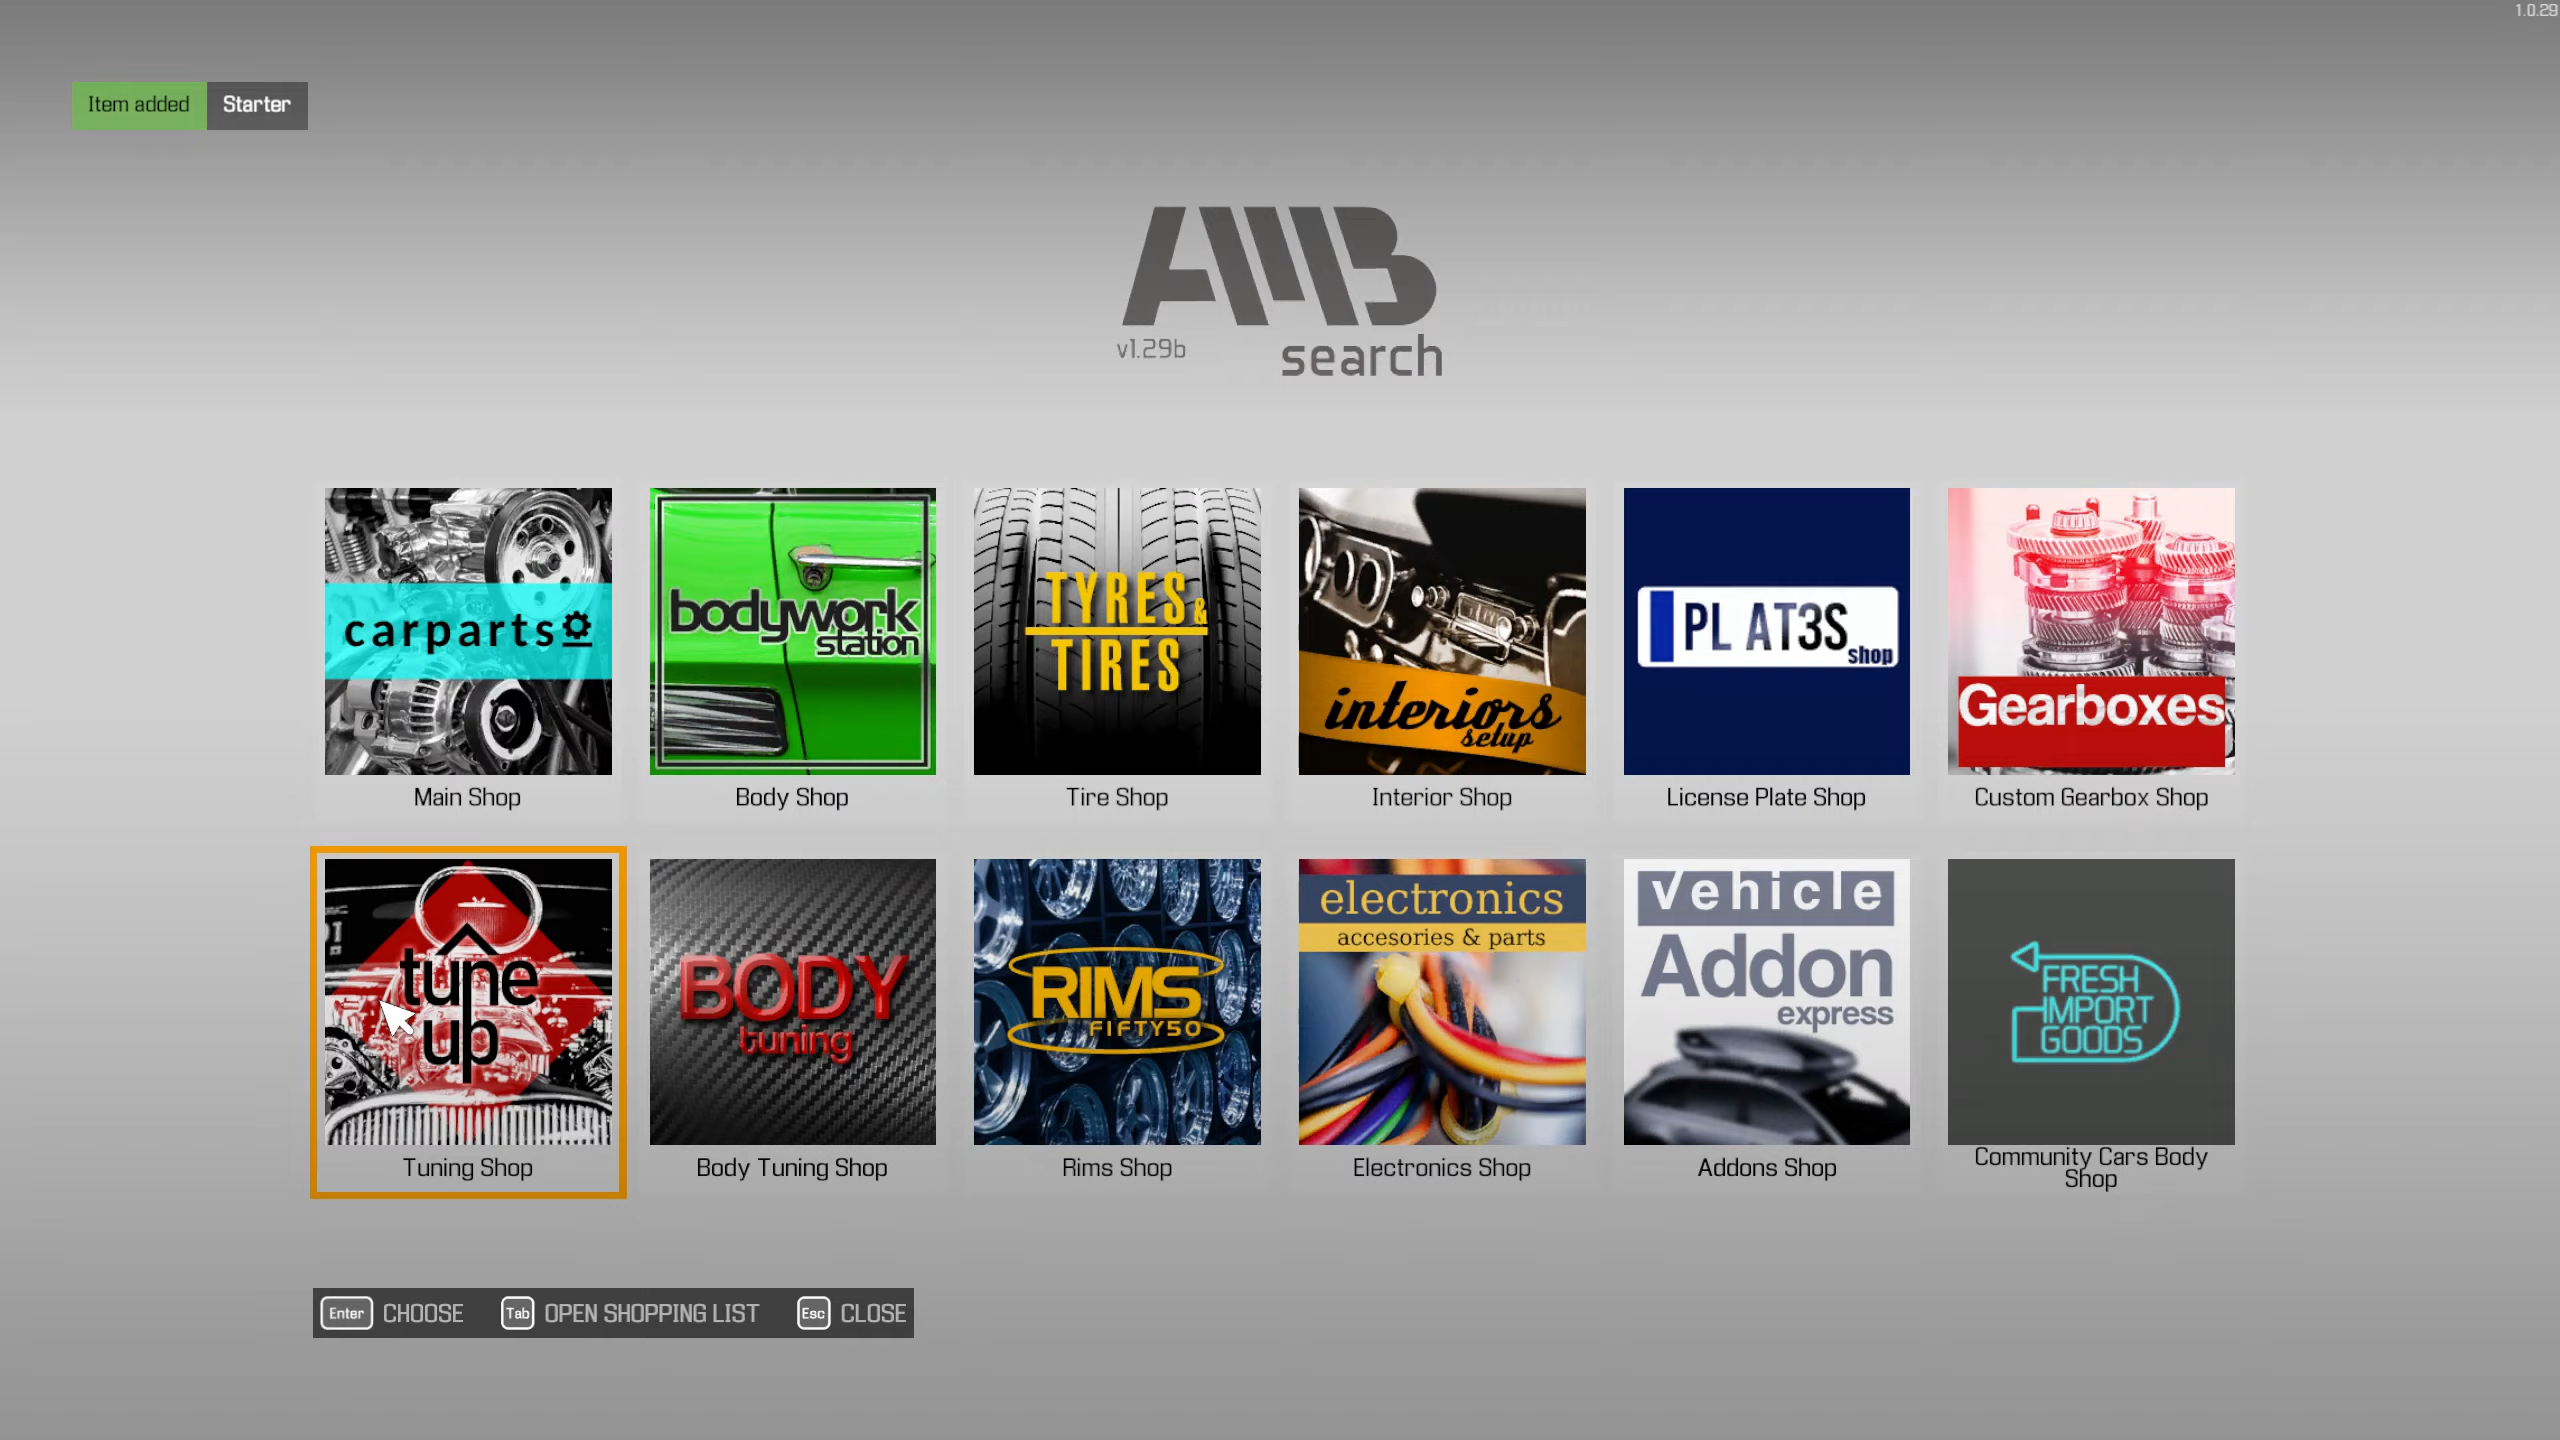 1.0.29
Item added Starter
AMB
v1.29b search
carparts
bodywork
station
TYRES &
TIRES
interiors
setup
PL AT3S
shop
Gearboxes
Main Shop
Body Shop
Tire Shop
Interior Shop
License Plate Shop
Custom Gearbox Shop
tune
up
BODY
tuning
RIMS
FIFTY50
electronics
accesories & parts
vehicle
Addon
express
FRESH
IMPORT
GOODS
Tuning Shop
Body Tuning Shop
Rims Shop
Electronics Shop
Addons Shop
Community Cars Body
Shop
Enter CHOOSE Tab OPEN SHOPPING LIST Esc CLOSE